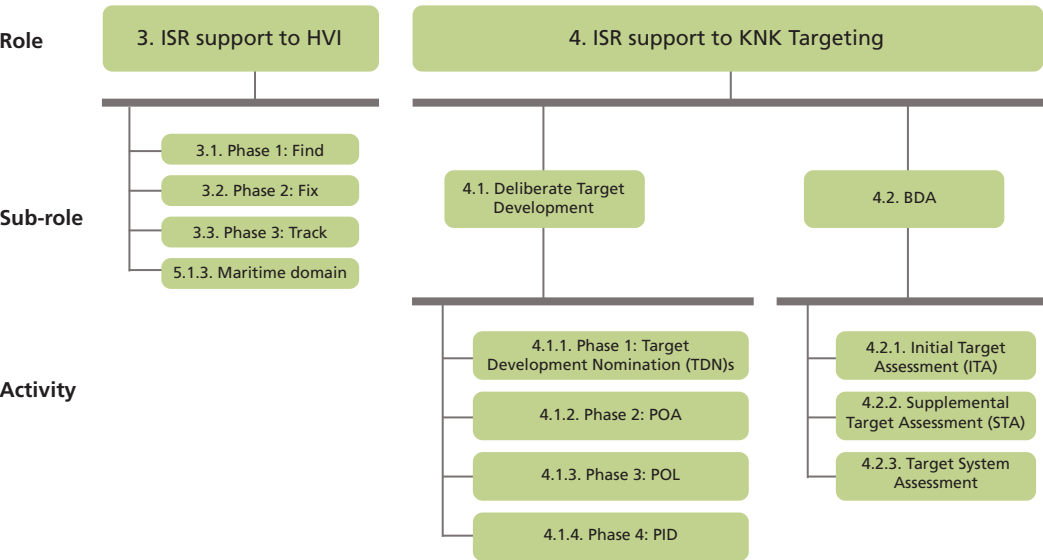 Role
3. ISR support to HVI
4. ISR support to KNK Targeting
Sub-role
3.1. Phase 1: Find
3.2. Phase 2: Fix
3.3. Phase 3: Track
5.1.3. Maritime domain
4.1. Deliberate Target
Development
4.2. BDA
Activity
4.1.1. Phase 1: Target
Development Nomination (TDN)s
4.1.2. Phase 2: POA
4.1.3. Phase 3: POL
4.1.4. Phase 4: PID
4.2.1. Initial Target
Assessment (ITA)
4.2.2. Supplemental
Target Assessment (STA)
4.2.3. Target System
Assessment